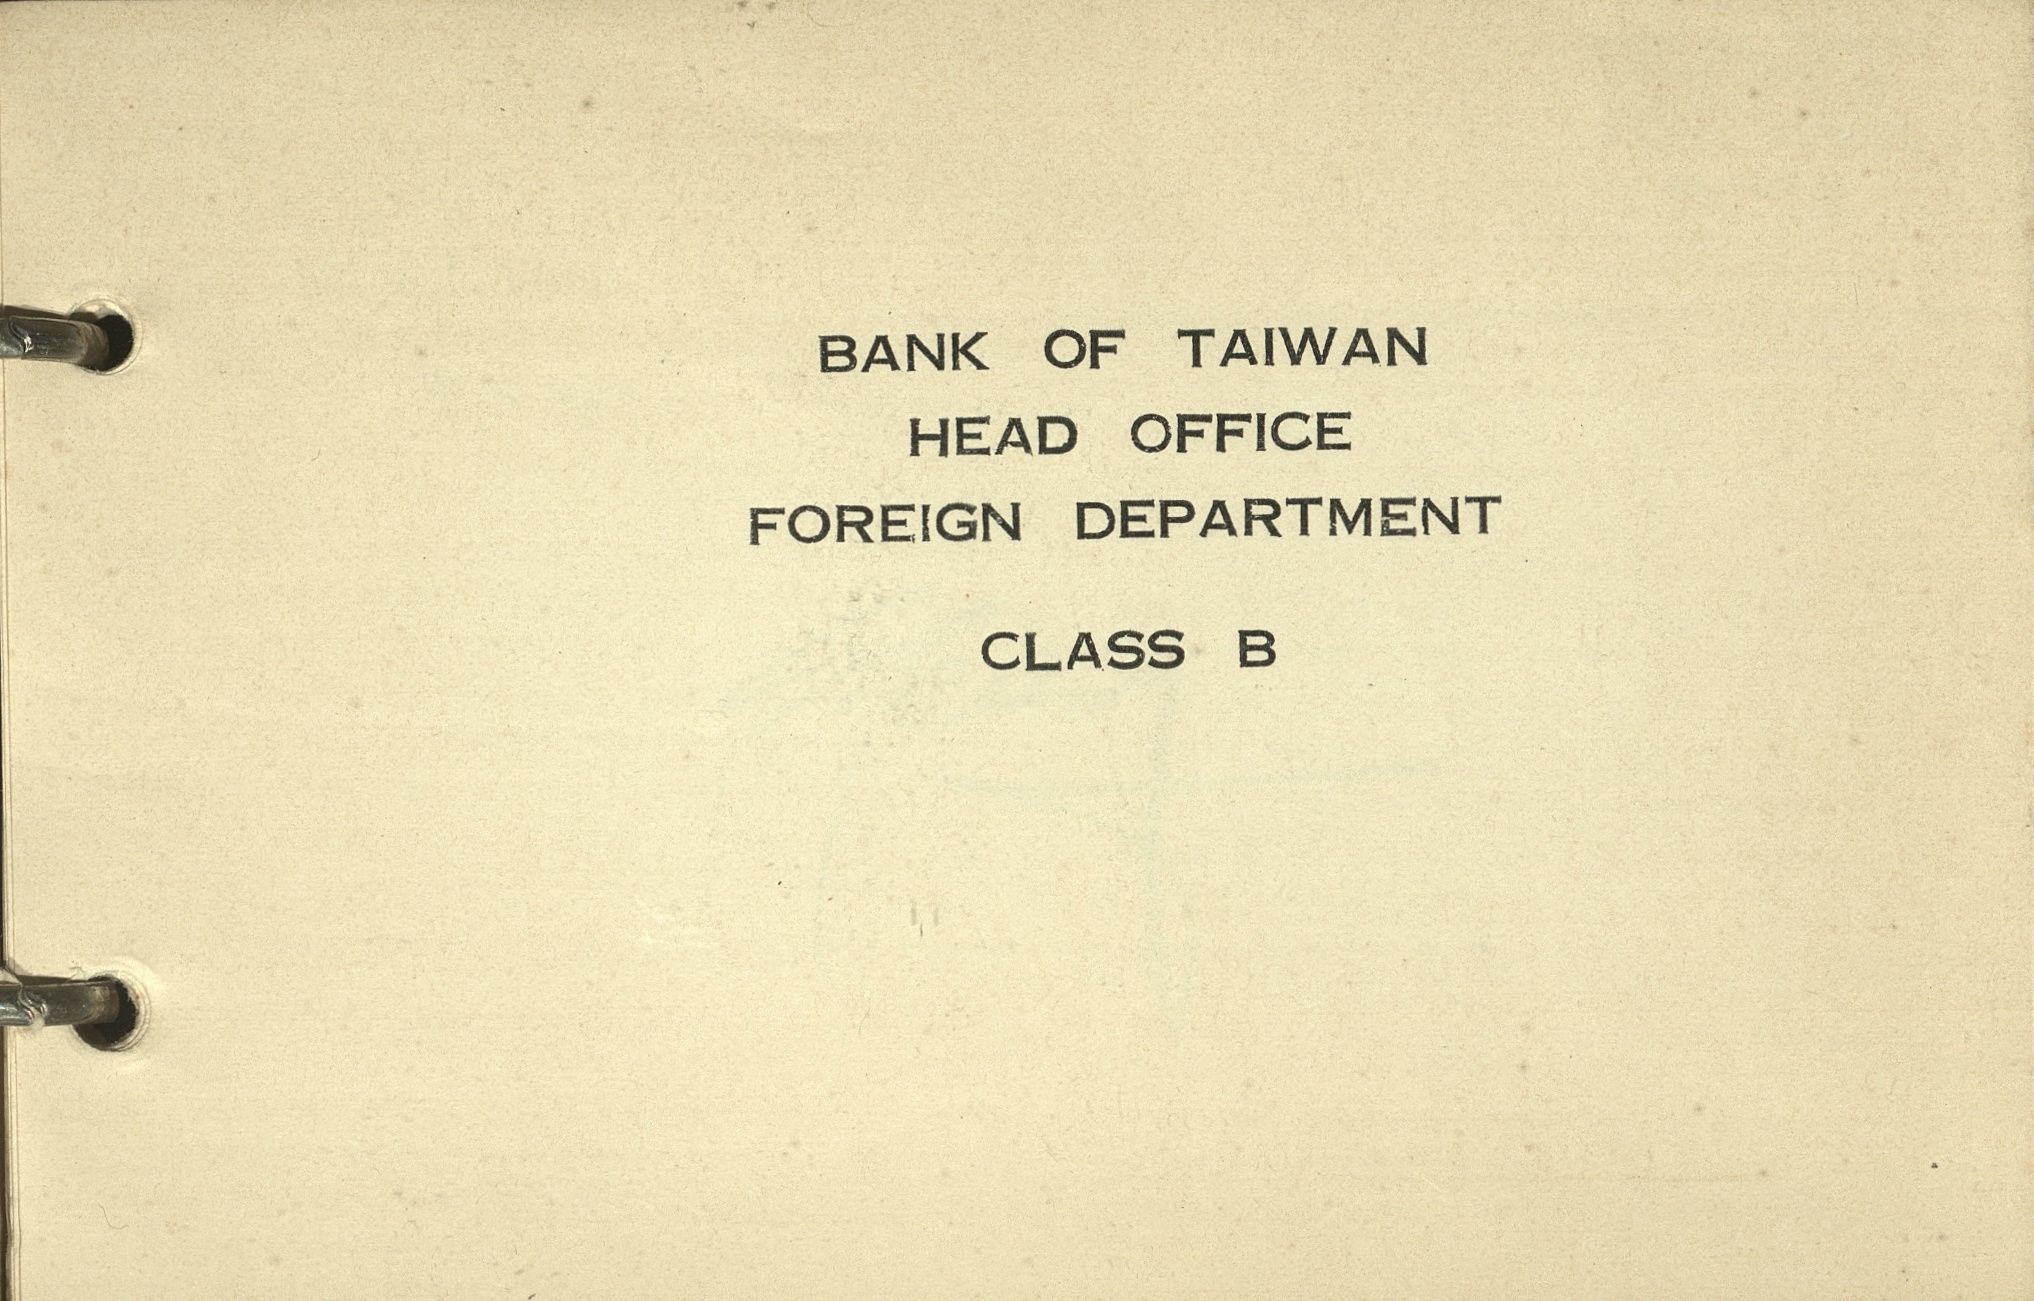 BANK OF TAIWAN
HEAD OFFICE
FOREIGN DEPARTMENT
CLASS B